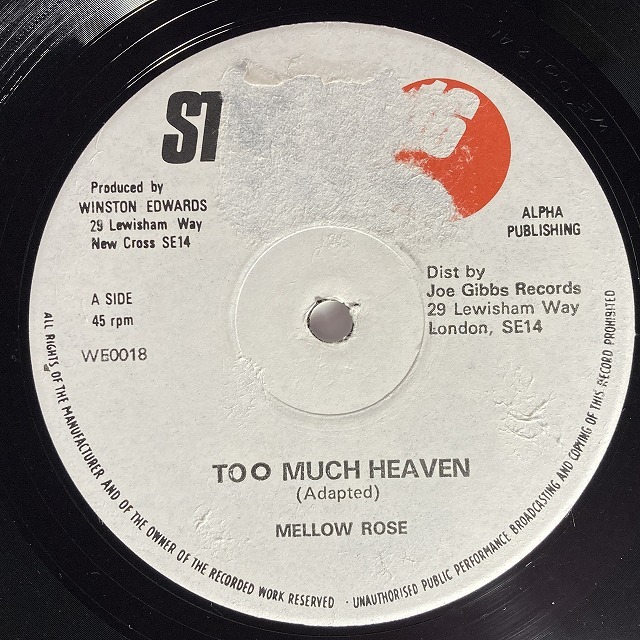 Produced by
WINSTON EDWARDS
29 Lewisham Way
New Cross SE14
ALPHA
PUBLISHING
A SIDE
45 rpm
WE0018
Dist by
Joe Gibbs Records
29 Lewisham Way
London, SE14
TOO MUCH HEAVEN
(Adapted)
MELLOW ROSE
ALL RIGHTS OF THE MANUFACTURER AND OF THE OWNER OF THE RECORDED WORK RESERVED · UNAUTHORISED PUBLIC PERFORMANCE BROADCASTING AND COPYING OF THIS RECORD PROHIBITED